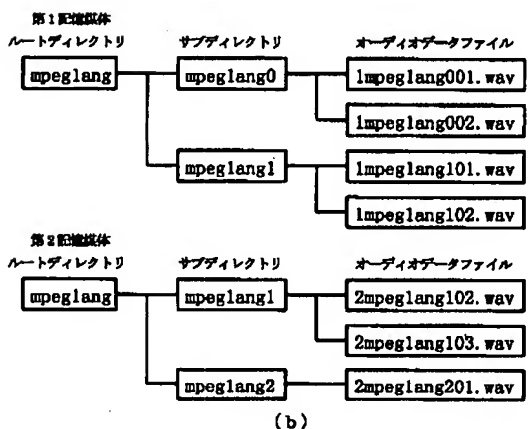 第1記憶媒体
ルートディレクトリ サブディレクトリ オーディオデータファイル
mpeglang mpeglang0 1mpeglang001.wav
1mpeglang002.wav
mpeglang1 1mpeglang101.wav
1mpeglang102.wav
第2記憶媒体
ルートディレクトリ サブディレクトリ オーディオデータファイル
mpeglang mpeglang1 2mpeglang102.wav
2mpeglang103.wav
mpeglang2 2mpeglang201.wav
(b)